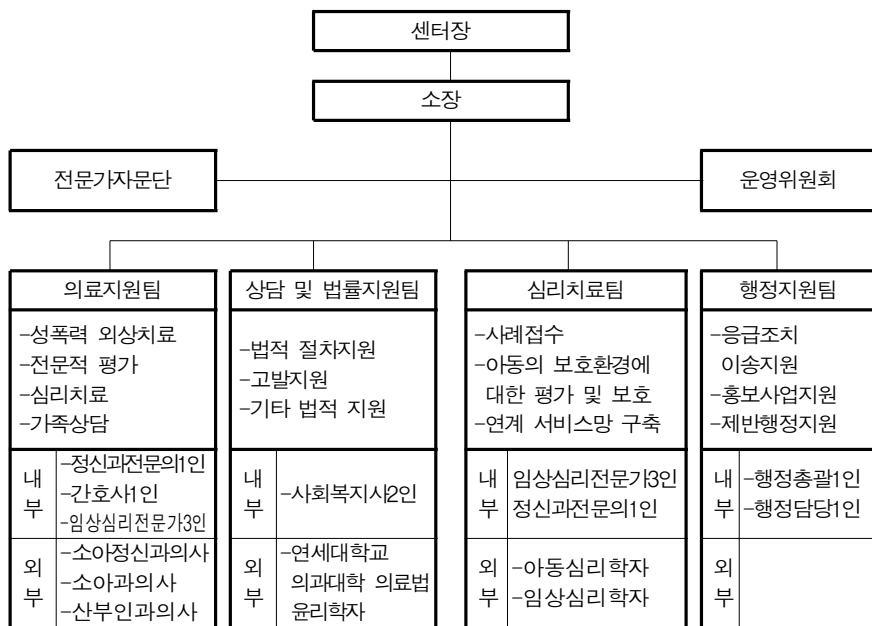 센터장
소장
전문가자문단
운영위원회
의료지원팀
-성폭력 외상치료
-전문적 평가
-심리치료
-가족상담
내부
-정신과전문의1인
-간호사1인
-임상심리전문가3인
외부
-소아정신과의사
-소아과의사
-산부인과의사
상담 및 법률지원팀
-법적 절차지원
-고발지원
-기타 법적 지원
내부
-사회복지사2인
외부
-연세대학교
의과대학 의료법
윤리학자
심리치료팀
-사례접수
-아동의 보호환경에
대한 평가 및 보호
-연계 서비스망 구축
내부
임상심리전문가3인
정신과전문의1인
외부
-아동심리학자
-임상심리학자
행정지원팀
-응급조치
이송지원
-홍보사업지원
-제반행정지원
내부
-행정총괄1인
-행정담당1인
외부